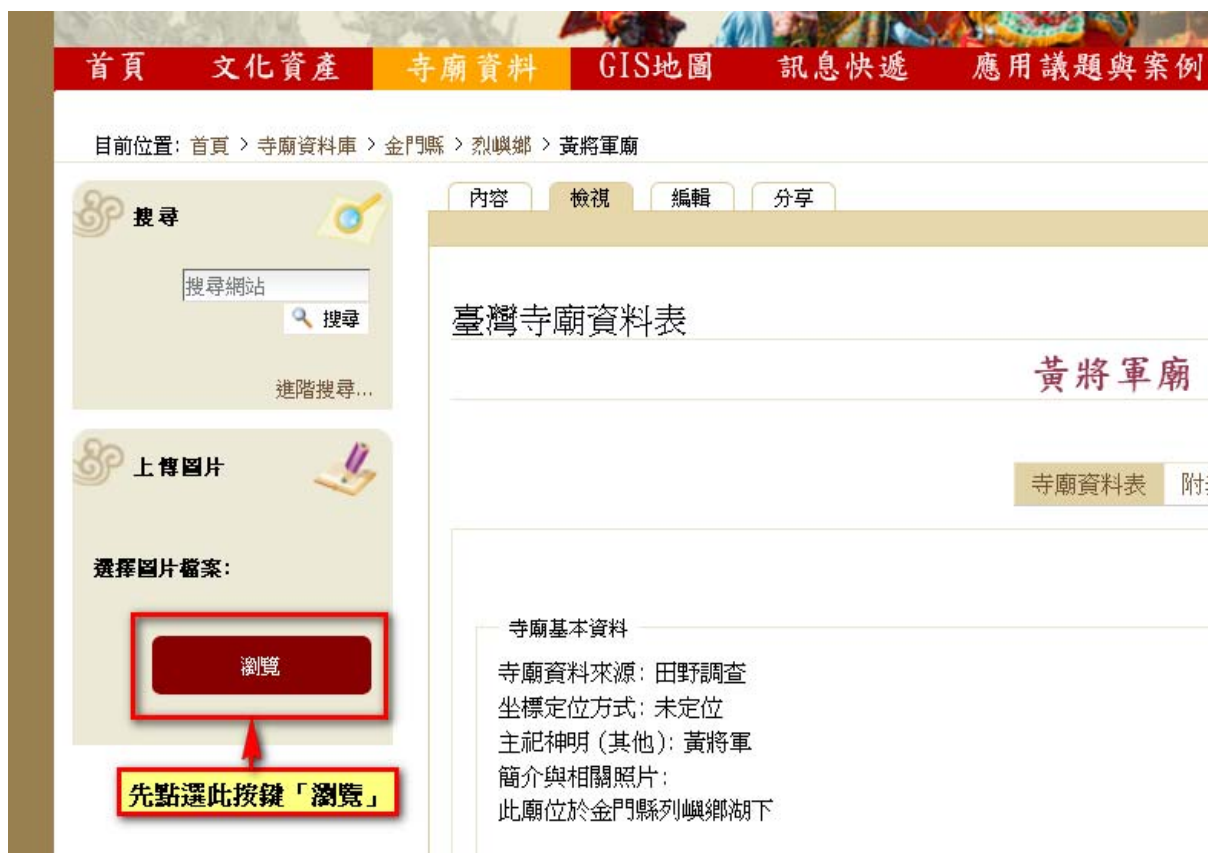 首頁 文化資產 寺廟資料 GIS地圖 訊息快遞 應用議題與案例
目前位置: 首頁 > 寺廟資料庫 > 金門縣 > 烈嶼鄉 > 黃將軍廟
搜尋
搜尋網站
搜尋
進階搜尋...
上傳圖片
選擇圖片檔案:
瀏覽
先點選此按鍵「瀏覽」
內容 檢視 編輯 分享
臺灣寺廟資料表
黃將軍廟
寺廟資料表 附
寺廟基本資料
寺廟資料來源: 田野調查
坐標定位方式: 未定位
主祀神明 (其他): 黃將軍
簡介與相關照片:
此廟位於金門縣列嶼鄉湖下